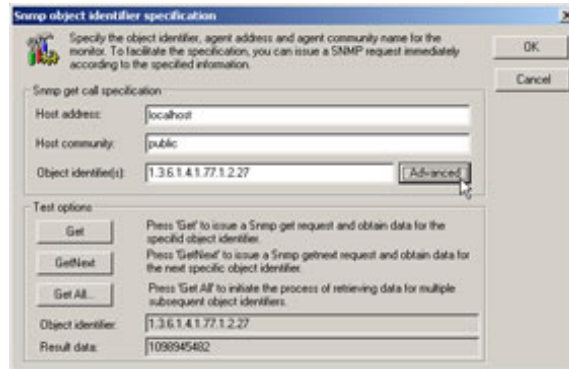 Snmp object identifier specification
Specify the object identifier, agent address and agent community name for the
monitor. To facilitate the specification, you can issue a SNMP request immediately
according to the specified information.
OK
Cancel
Snmp get call specification
Host address:
localhost
Host community:
public
Object identifier(s):
1.3.6.1.4.1.77.1.2.27
Advanced
Test options
Get
Press 'Get' to issue a Snmp get request and obtain data for the
specifid object identifier.
GetNext
Press 'GetNext' to issue a Snmp getnext request and obtain data for
the next specific object identifier.
Get All...
Press 'Get All' to initiate the process of retrieving data for multiple
subsequent object identifiers.
Object identifier:
1.3.6.1.4.1.77.1.2.27
Result data:
1098945482